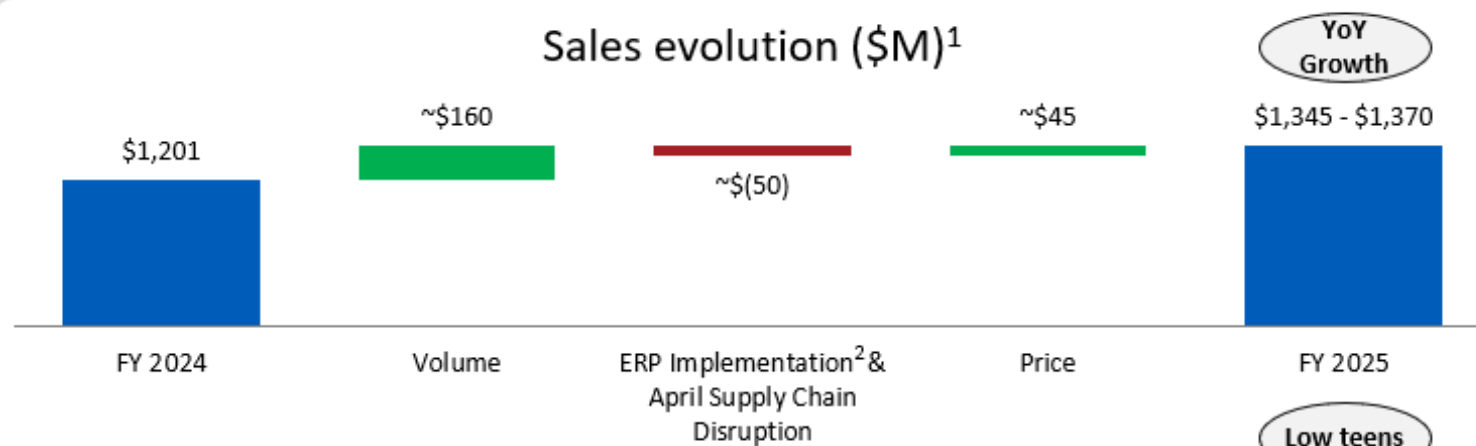 Sales evolution ($M)¹
YoY
Growth
$1,201
~$160
~$(50)
~$45
$1,345 - $1,370
FY 2024
Volume
ERP Implementation²&
April Supply Chain
Disruption
Price
FY 2025
Low teens